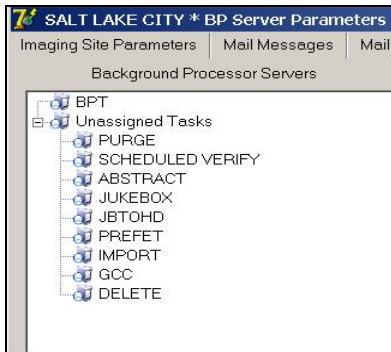 SALT LAKE CITY * BP Server Parameters
Imaging Site Parameters Mail Messages Mail
Background Processor Servers
BPT
Unassigned Tasks
PURGE
SCHEDULED VERIFY
ABSTRACT
JUKEBOX
JBTOHD
PREFET
IMPORT
GCC
DELETE